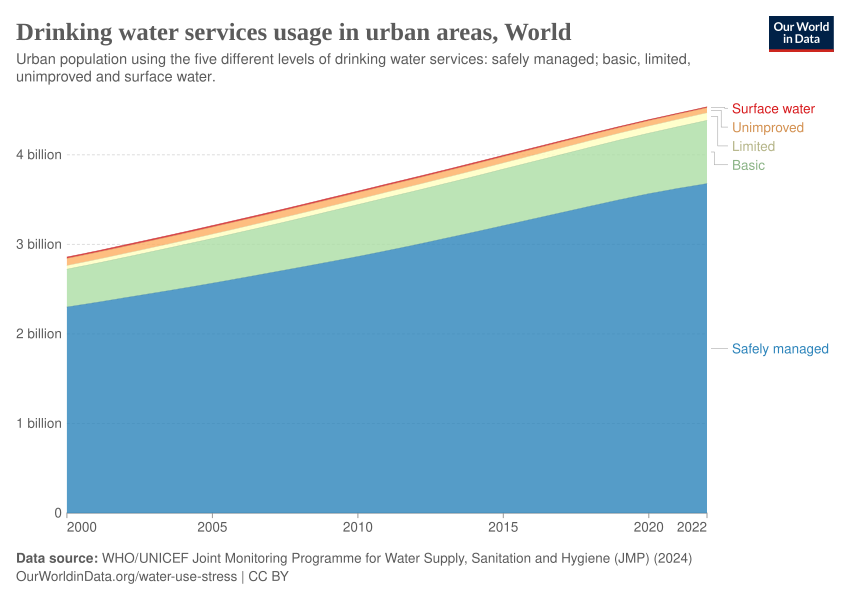 Drinking water services usage in urban areas, World
Our World
in Data
Urban population using the five different levels of drinking water services: safely managed; basic, limited,
unimproved and surface water.
Surface water
Unimproved
Limited
Basic
Safely managed
4 billion
3 billion
2 billion
1 billion
0
2000 2005 2010 2015 2020 2022
Data source: WHO/UNICEF Joint Monitoring Programme for Water Supply, Sanitation and Hygiene (JMP) (2024)
OurWorldinData.org/water-use-stress | CC BY